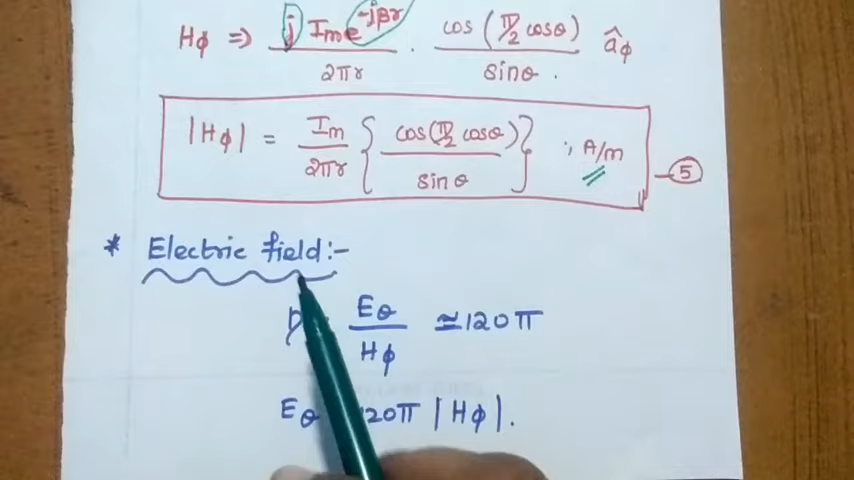 Hϕ ⇒ j Im e^-jβr / 2πr . cos (π/2 cosθ) / sinθ . âϕ
|Hϕ| = Im / 2πr { cos(π/2 cosθ) / sinθ } ; A/m
5
* Electric field:-
Eθ / Hϕ ≃ 120π
Eθ 120π |Hϕ|.